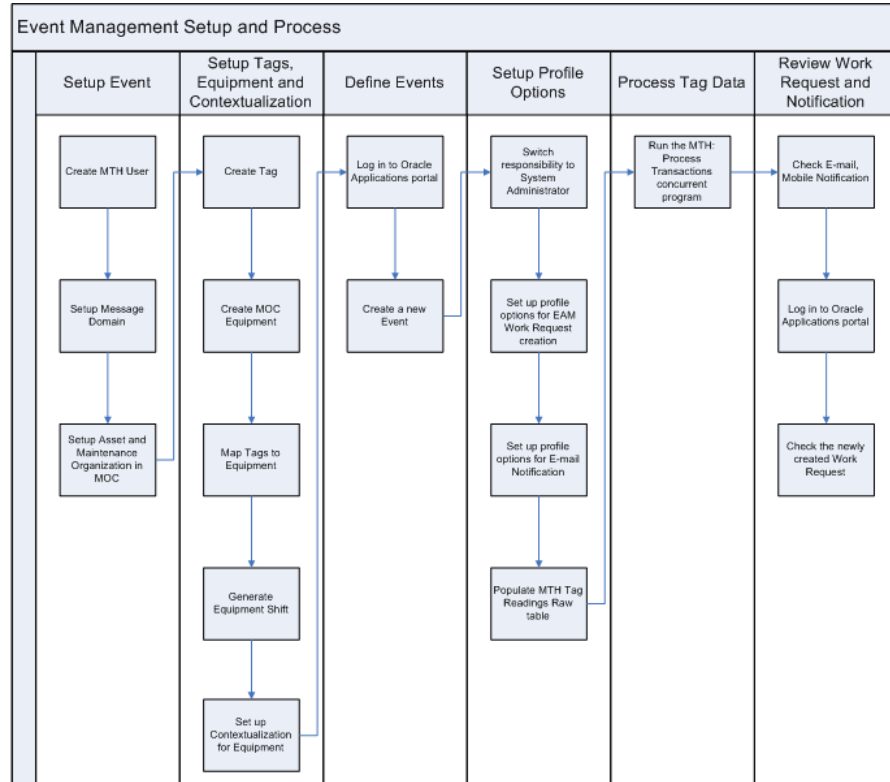 Event Management Setup and Process
Setup Event
Setup Tags,
Equipment and
Contextualization
Define Events
Setup Profile
Options
Process Tag Data
Review Work
Request and
Notification
Create MTH User
Setup Message
Domain
Setup Asset and
Maintenance
Organization in
MOC
Create Tag
Create MOC
Equipment
Map Tags to
Equipment
Generate
Equipment Shift
Set up
Contextualization
for Equipment
Log in to Oracle
Applications portal
Create a new
Event
Switch
responsibility to
System
Administrator
Set up profile
options for EAM
Work Request
creation
Set up profile
options for E-mail
Notification
Populate MTH Tag
Readings Raw
table
Run the MTH:
Process
Transactions
concurrent
program
Check E-mail,
Mobile Notification
Log in to Oracle
Applications portal
Check the newly
created Work
Request